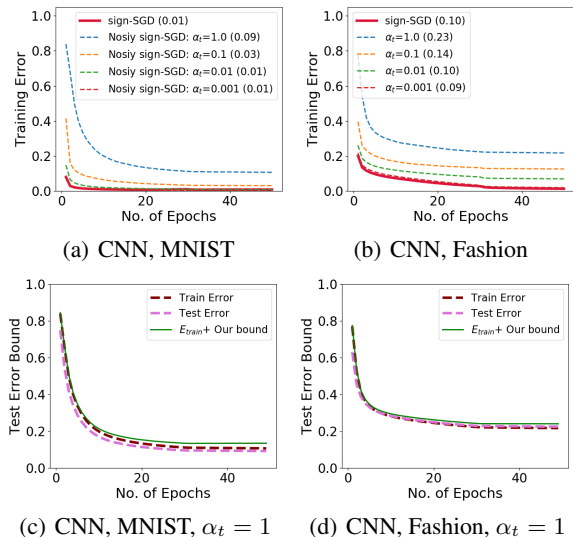 sign-SGD (0.01)
Nosiy sign-SGD: αt=1.0 (0.09)
Nosiy sign-SGD: αt=0.1 (0.03)
Nosiy sign-SGD: αt=0.01 (0.01)
Nosiy sign-SGD: αt=0.001 (0.01)
Training Error
1.0
0.8
0.6
0.4
0.2
0.0
0 20 40
No. of Epochs
(a) CNN, MNIST
sign-SGD (0.10)
αt=1.0 (0.23)
αt=0.1 (0.14)
αt=0.01 (0.10)
αt=0.001 (0.09)
Training Error
1.0
0.8
0.6
0.4
0.2
0.0
0 20 40
No. of Epochs
(b) CNN, Fashion
Train Error
Test Error
Etrain+ Our bound
Test Error Bound
1.0
0.8
0.6
0.4
0.2
0.0
0 20 40
No. of Epochs
(c) CNN, MNIST, αt = 1
Train Error
Test Error
Etrain+ Our bound
Test Error Bound
1.0
0.8
0.6
0.4
0.2
0.0
0 20 40
No. of Epochs
(d) CNN, Fashion, αt = 1